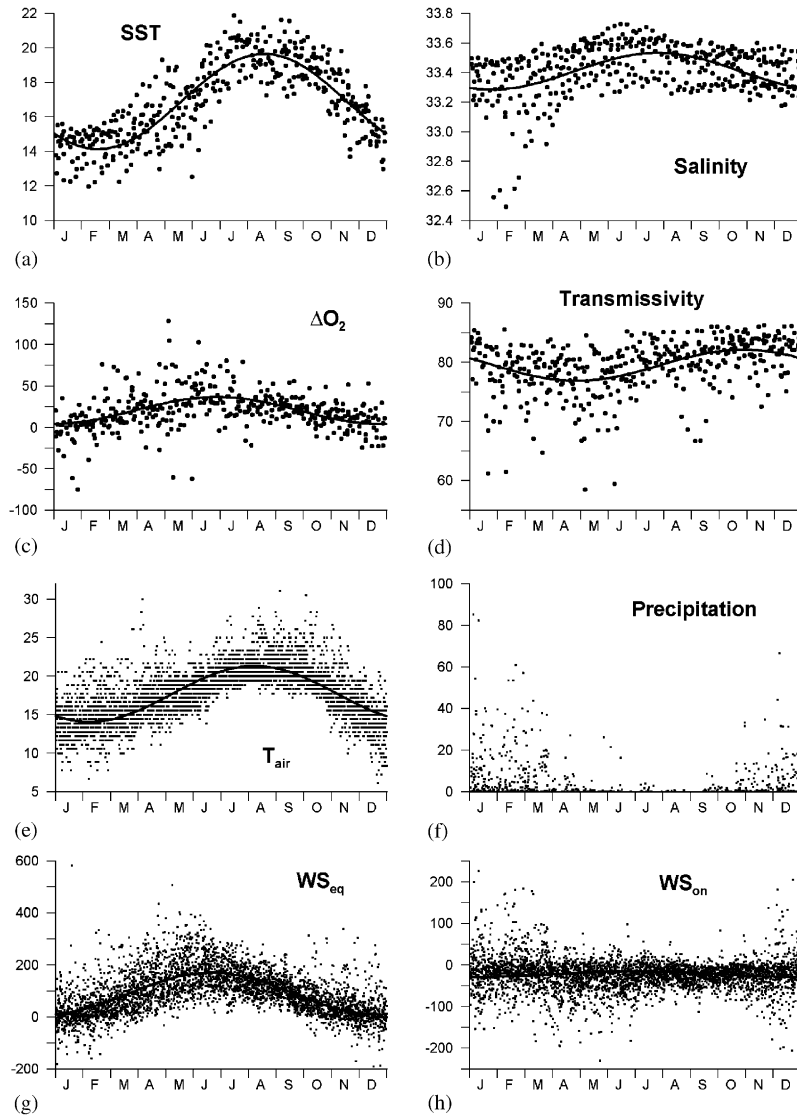 22
20
18
16
14
12
10
SST
J F M A M J J A S O N D
(a)
33.8
33.6
33.4
33.2
33.0
32.8
32.6
32.4
Salinity
J F M A M J J A S O N D
(b)
150
100
50
0
-50
-100
ΔO₂
J F M A M J J A S O N D
(c)
90
80
70
60
Transmissivity
J F M A M J J A S O N D
(d)
30
25
20
15
10
5
Tair
J F M A M J J A S O N D
(e)
100
80
60
40
20
0
Precipitation
J F M A M J J A S O N D
(f)
600
400
200
0
-200
WSeq
J F M A M J J A S O N D
(g)
200
100
0
-100
-200
WSon
J F M A M J J A S O N D
(h)